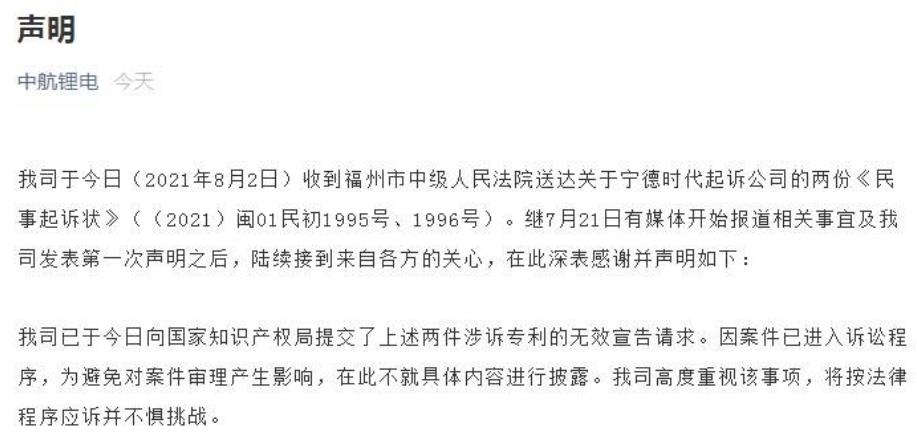 声明
中航锂电 今天
我司于今日（2021年8月2日）收到福州市中级人民法院送达关于宁德时代起诉公司的两份《民
事起诉状》（（2021）闽01民初1995号、1996号）。继7月21日有媒体开始报道相关事宜及我
司发表第一次声明之后，陆续接到来自各方的关心，在此深表感谢并声明如下：
我司已于今日向国家知识产权局提交了上述两件涉诉专利的无效宣告请求。因案件已进入诉讼程
序，为避免对案件审理产生影响，在此不就具体内容进行披露。我司高度重视该事项，将按法律
程序应诉并不惧挑战。